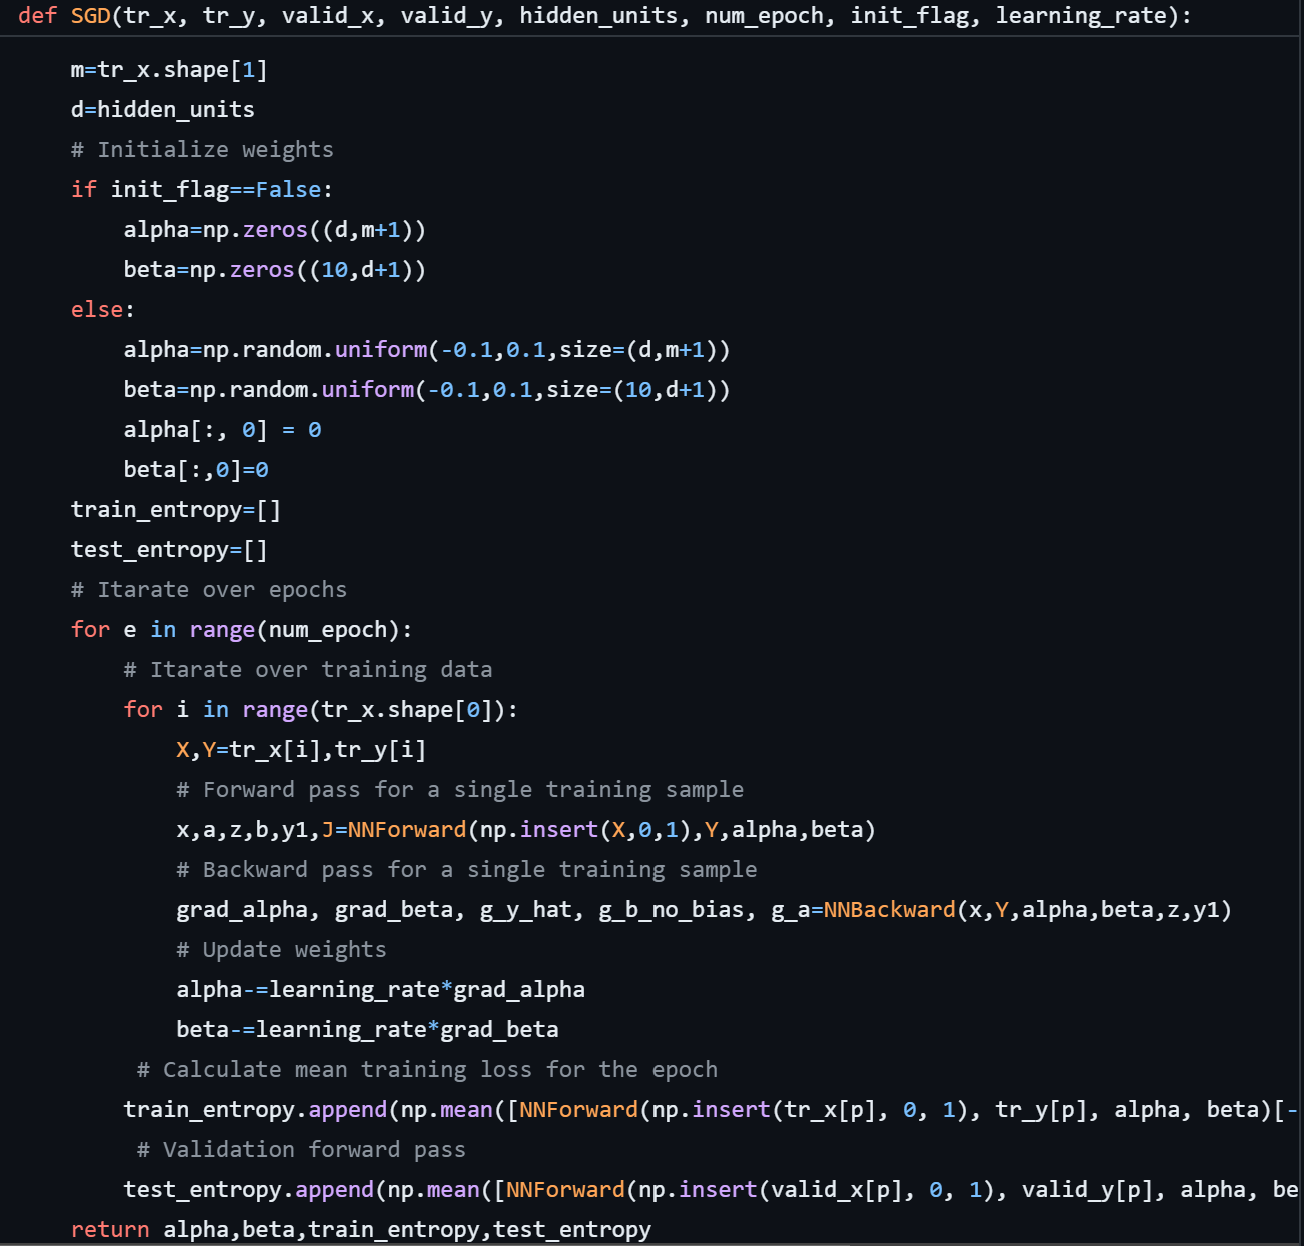 def SGD(tr_x, tr_y, valid_x, valid_y, hidden_units, num_epoch, init_flag, learning_rate):
    m=tr_x.shape[1]
    d=hidden_units
    # Initialize weights
    if init_flag==False:
        alpha=np.zeros((d,m+1))
        beta=np.zeros((10,d+1))
    else:
        alpha=np.random.uniform(-0.1,0.1,size=(d,m+1))
        beta=np.random.uniform(-0.1,0.1,size=(10,d+1))
        alpha[:, 0] = 0
        beta[:,0]=0
    train_entropy=[]
    test_entropy=[]
    # Itarate over epochs
    for e in range(num_epoch):
        # Itarate over training data
        for i in range(tr_x.shape[0]):
            X,Y=tr_x[i],tr_y[i]
            # Forward pass for a single training sample
            x,a,z,b,y1,J=NNForward(np.insert(X,0,1),Y,alpha,beta)
            # Backward pass for a single training sample
            grad_alpha, grad_beta, g_y_hat, g_b_no_bias, g_a=NNBackward(x,Y,alpha,beta,z,y1)
            # Update weights
            alpha-=learning_rate*grad_alpha
            beta-=learning_rate*grad_beta
         # Calculate mean training loss for the epoch
        train_entropy.append(np.mean([NNForward(np.insert(tr_x[p], 0, 1), tr_y[p], alpha, beta)[-
         # Validation forward pass
        test_entropy.append(np.mean([NNForward(np.insert(valid_x[p], 0, 1), valid_y[p], alpha, be
    return alpha,beta,train_entropy,test_entropy